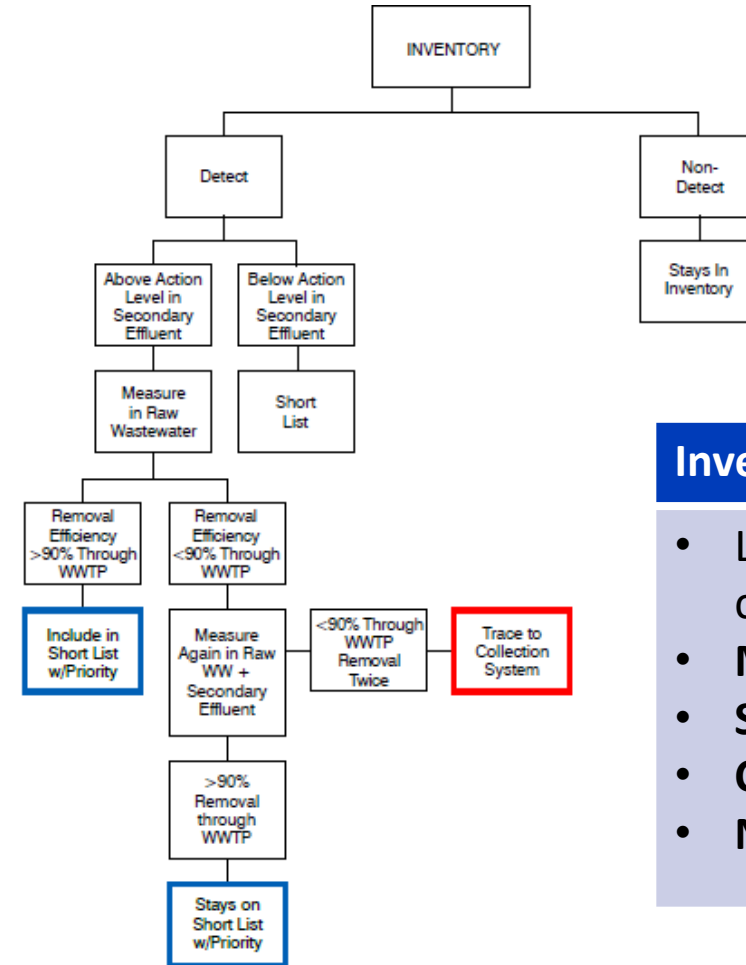 INVENTORY
Detect
Non-
Detect
Above Action
Level in
Secondary
Effluent
Below Action
Level in
Secondary
Effluent
Stays In
Inventory
Measure
in Raw
Wastewater
Short
List
Removal
Efficiency
>90% Through
WWTP
Removal
Efficiency
<90% Through
WWTP
Include in
Short List
w/Priority
Measure
Again in Raw
WW +
Secondary
Effluent
<90% Through
WWTP
Removal
Twice
Trace to
Collection
System
>90%
Removal
through
WWTP
Stays on
Short List
w/Priority
Inve
•
•
•
•
•